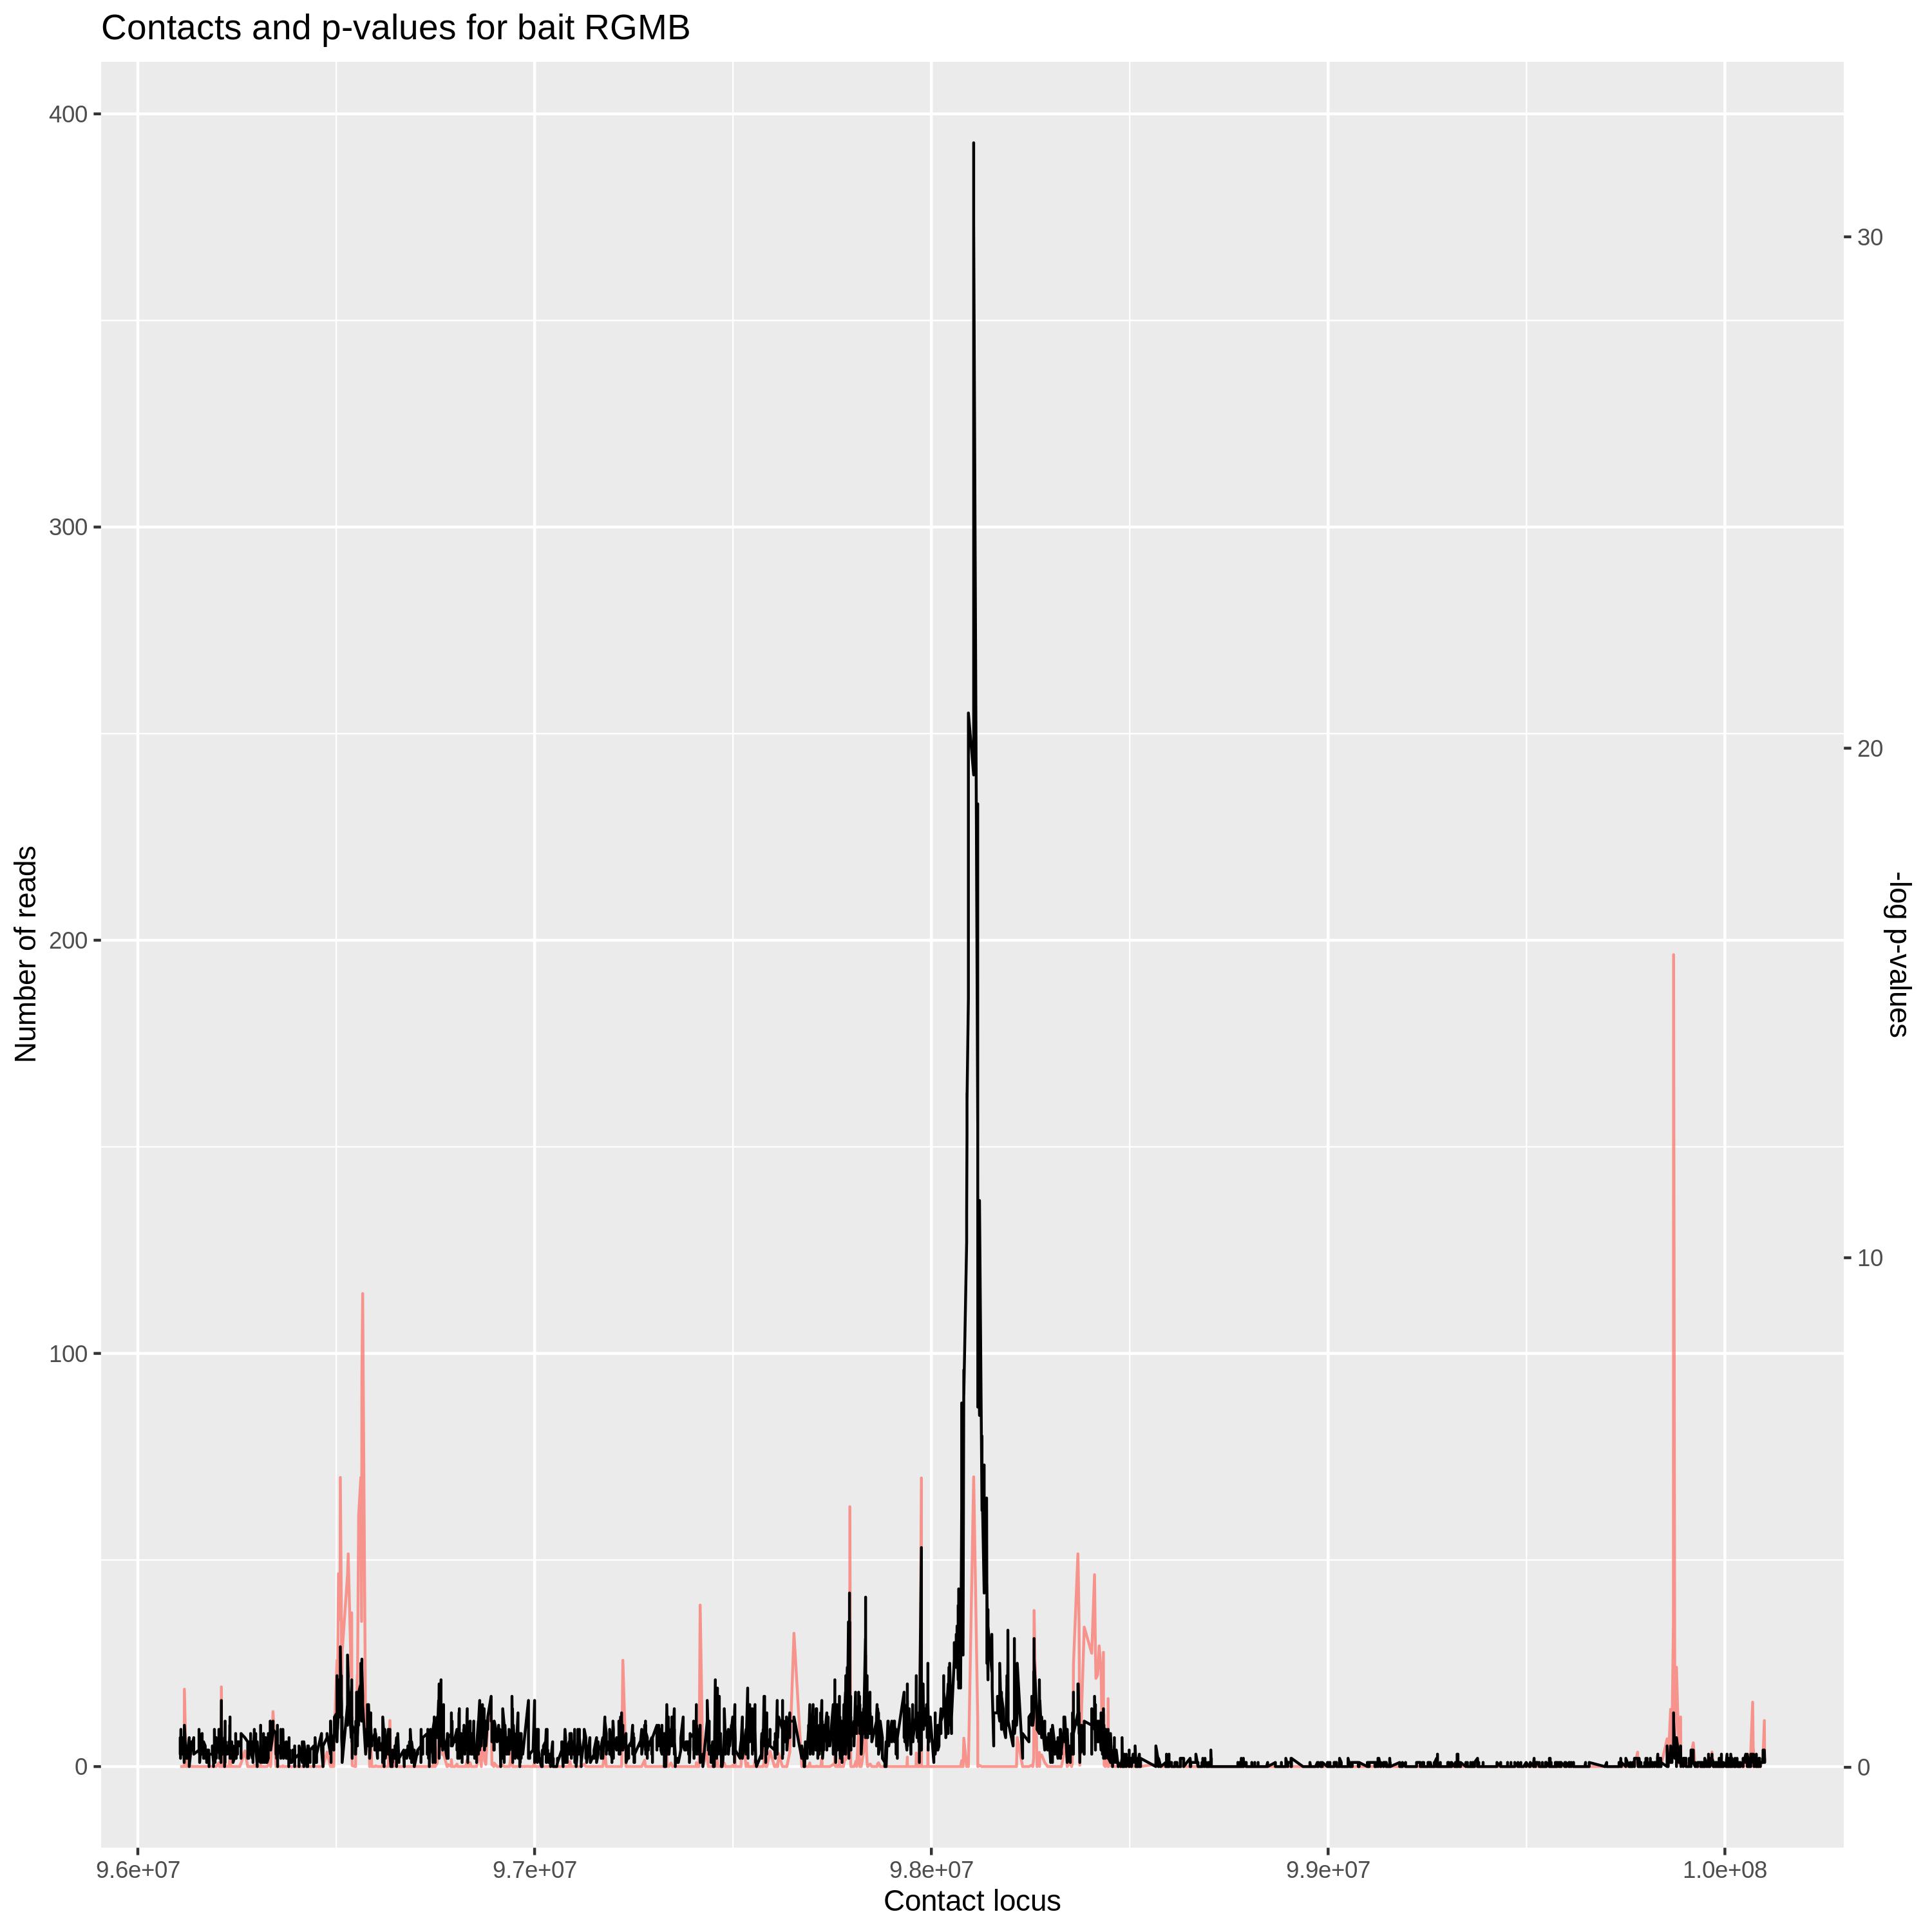 Contacts and p-values for bait RGMB
400
300
200
100
0
Number of reads
30
20
10
0
-log p-values
9.6e+07
9.7e+07
9.8e+07
9.9e+07
1.0e+08
Contact locus